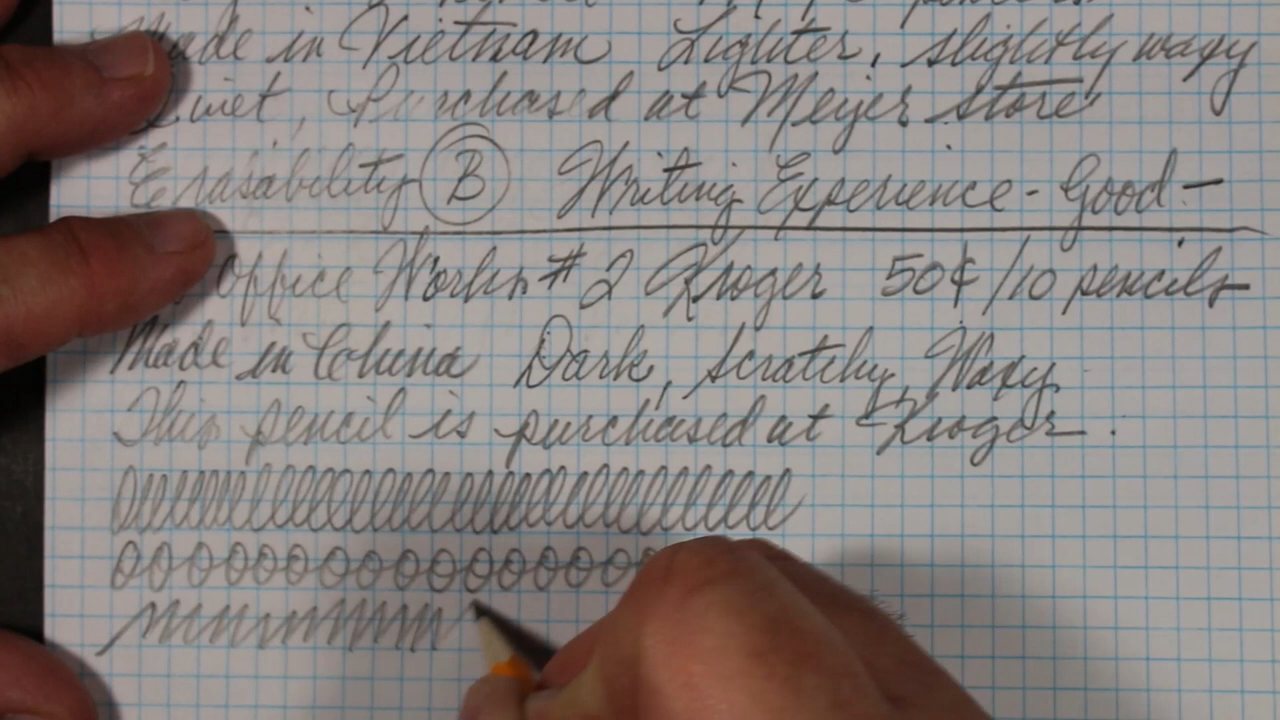 Made in Vietnam Lighter, slightly waxy
Quiet, Purchased at Meijer Store
Erasability B Writing Experience - Good -
Office Works #2 Kroger 50¢/10 pencils
Made in China Dark, Scratchy, Waxy
This pencil is purchased at Kroger.